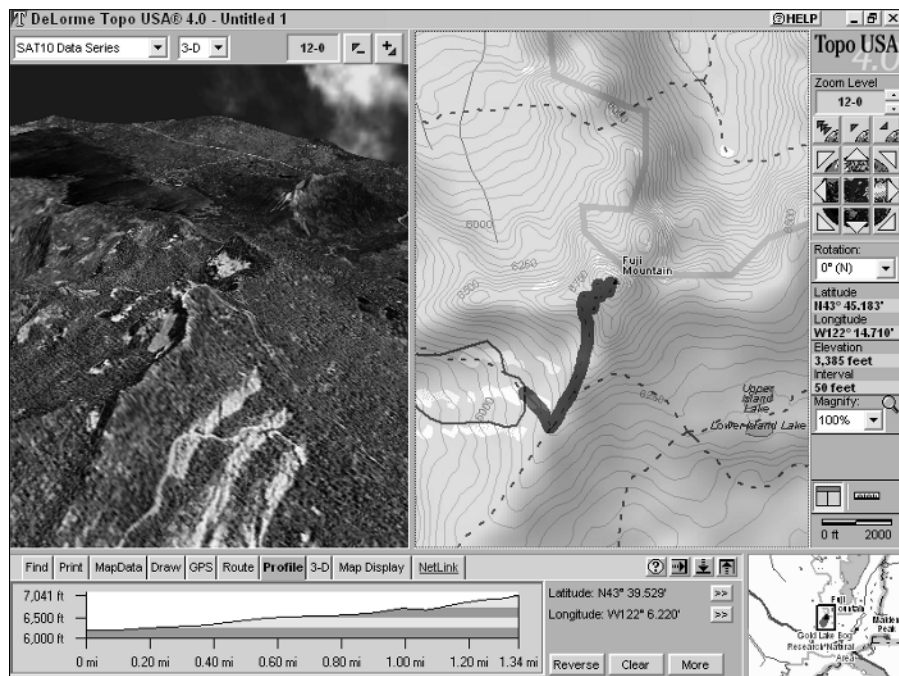 DeLorme Topo USA® 4.0 - Untitled 1
HELP
SAT10 Data Series
3-D
12-0
Topo USA
4.0
Zoom Level
12-0
6000
6250
6500
6750
Fuji
Mountain
6250
6000
Upper
Island
Lake
Lower Island Lake
Rotation:
0° (N)
Latitude
N43° 45.183'
Longitude
W122° 14.710'
Elevation
3,385 feet
Interval
50 feet
Magnify:
100%
0 ft 2000
Find Print MapData Draw GPS Route Profile 3-D Map Display NetLink
7,041 ft
6,500 ft
6,000 ft
0 mi 0.20 mi 0.40 mi 0.60 mi 0.80 mi 1.00 mi 1.20 mi 1.34 mi
Latitude: N43° 39.529' >>
Longitude: W122° 6.220' >>
Reverse Clear More
Fuji
Mountain
Maiden
Peak
Gold Lake Bog
Research Natural
Area